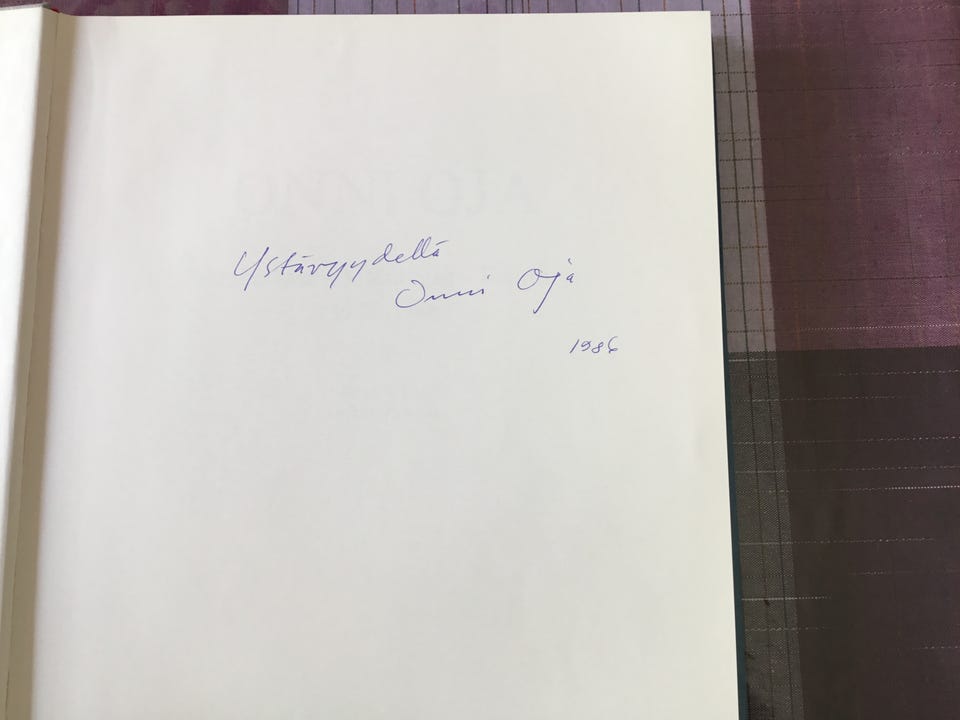 Ystävyydellä
Onni Oja
1986